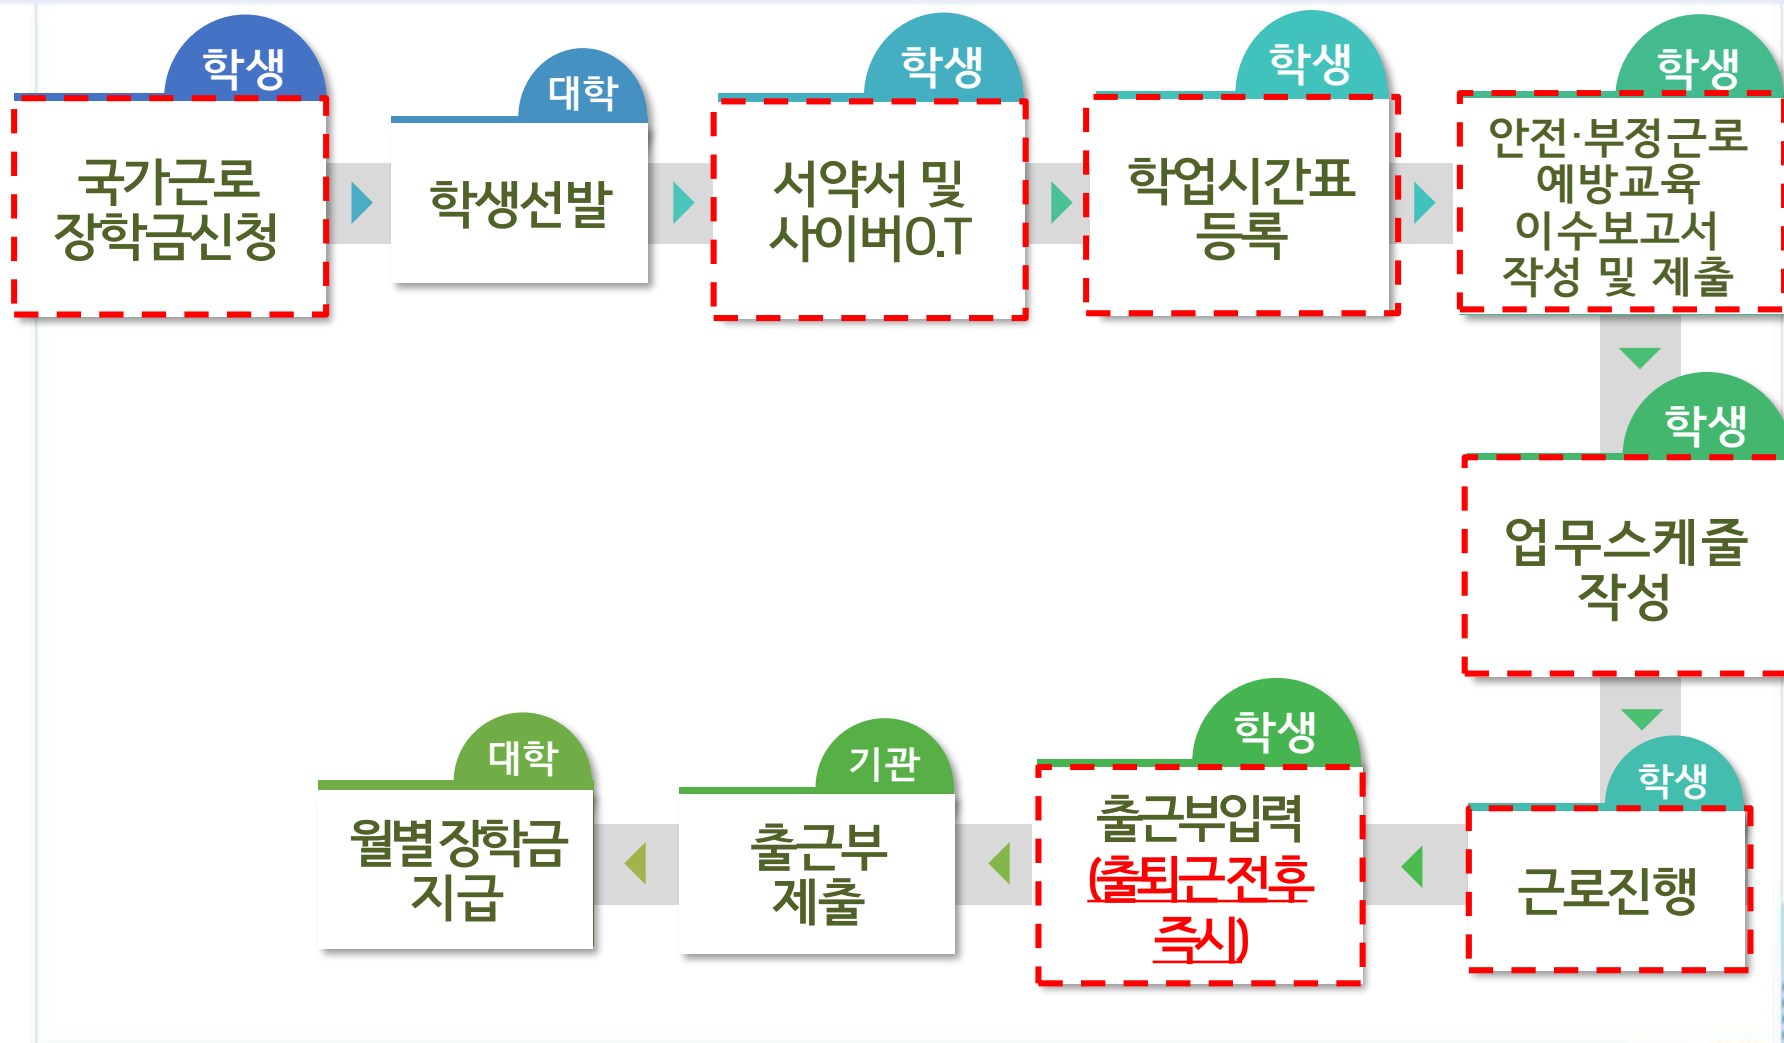 학생
국가근로
장학금신청
대학
학생선발
학생
서약서 및
사이버O.T
학생
학업시간표
등록
학생
안전·부정근로
예방교육
이수보고서
작성 및 제출
학생
업무스케줄
작성
학생
근로진행
학생
출근부입력
(출퇴근전후
즉시)
기관
출근부
제출
대학
월별 장학금
지급